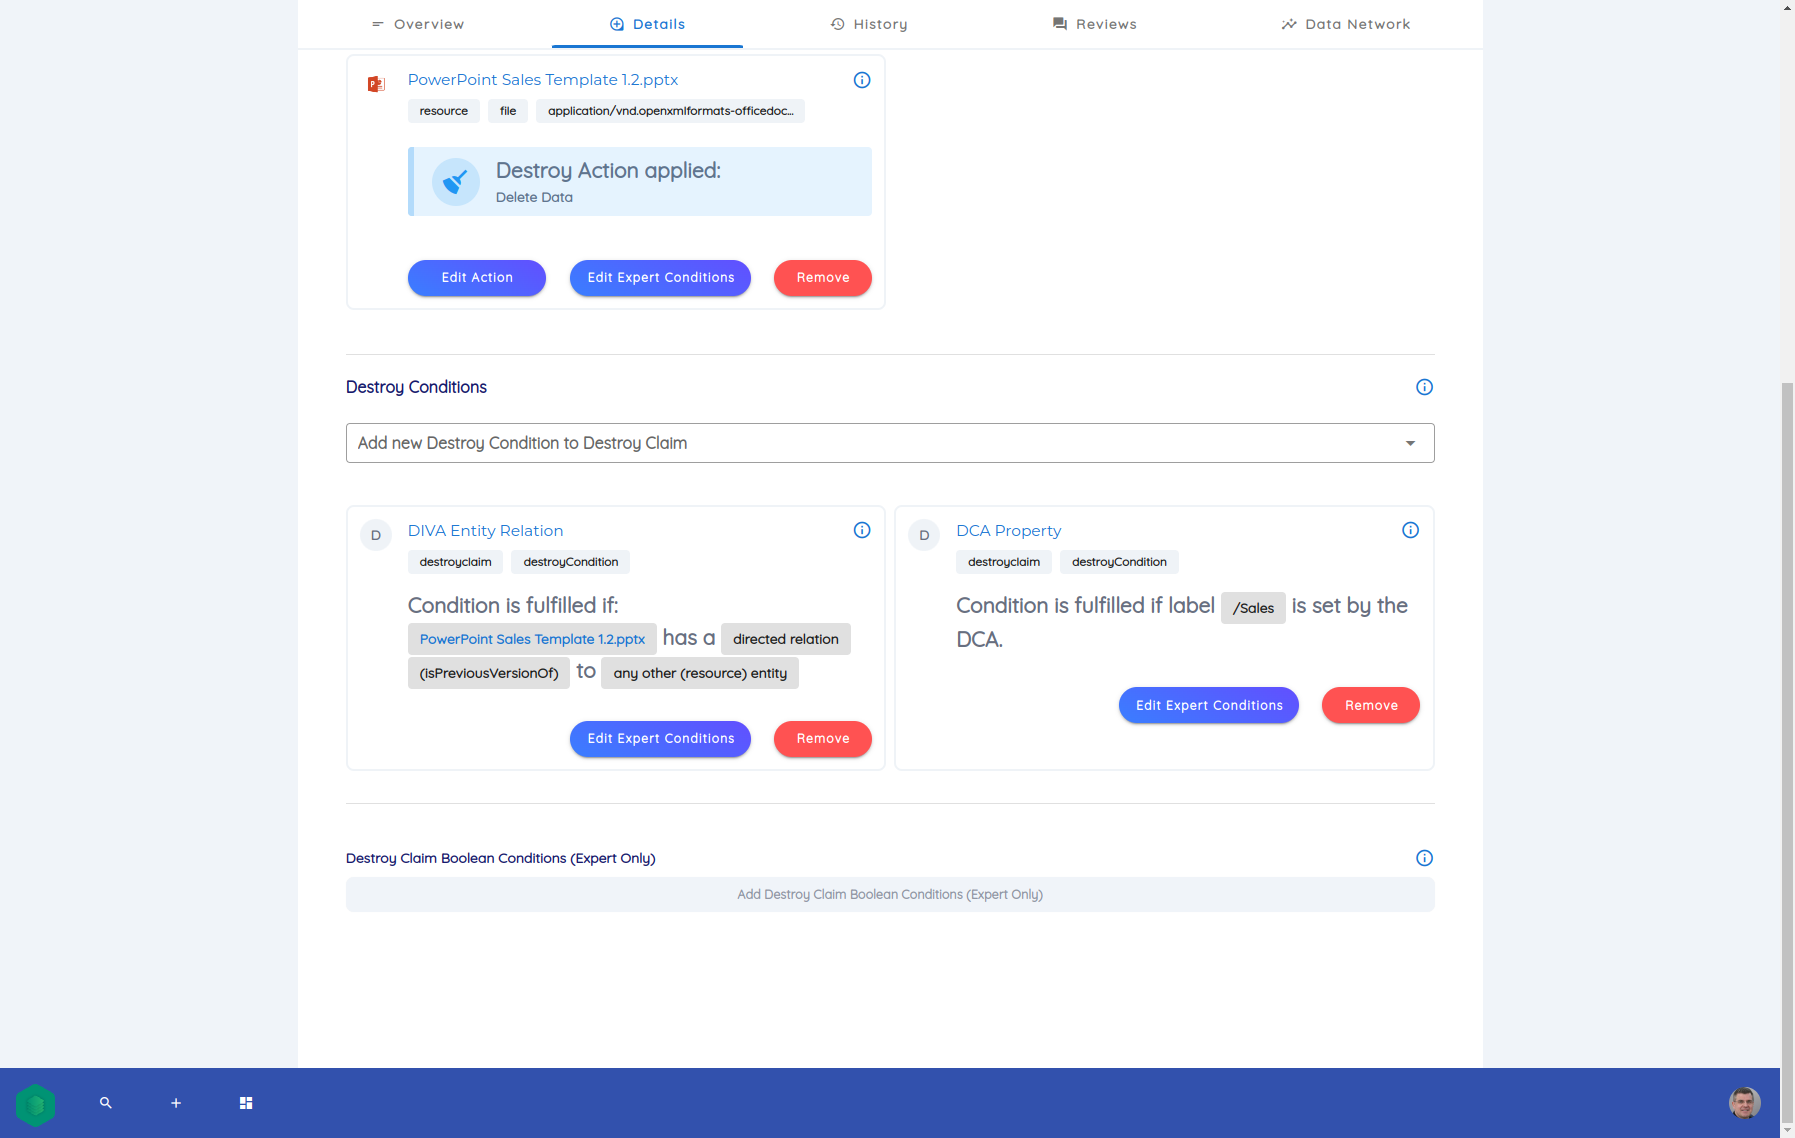 Overview Details History Reviews Data Network
PowerPoint Sales Template 1.2.pptx
resource file application/vnd.openxmlformats-officedoc...
Destroy Action applied:
Delete Data
Edit Action Edit Expert Conditions Remove
Destroy Conditions
Add new Destroy Condition to Destroy Claim
D DIVA Entity Relation
destroyclaim destroyCondition
Condition is fulfilled if:
PowerPoint Sales Template 1.2.pptx has a directed relation
(isPreviousVersionOf) to any other (resource) entity
Edit Expert Conditions Remove
D DCA Property
destroyclaim destroyCondition
Condition is fulfilled if label /Sales is set by the
DCA.
Edit Expert Conditions Remove
Destroy Claim Boolean Conditions (Expert Only)
Add Destroy Claim Boolean Conditions (Expert Only)